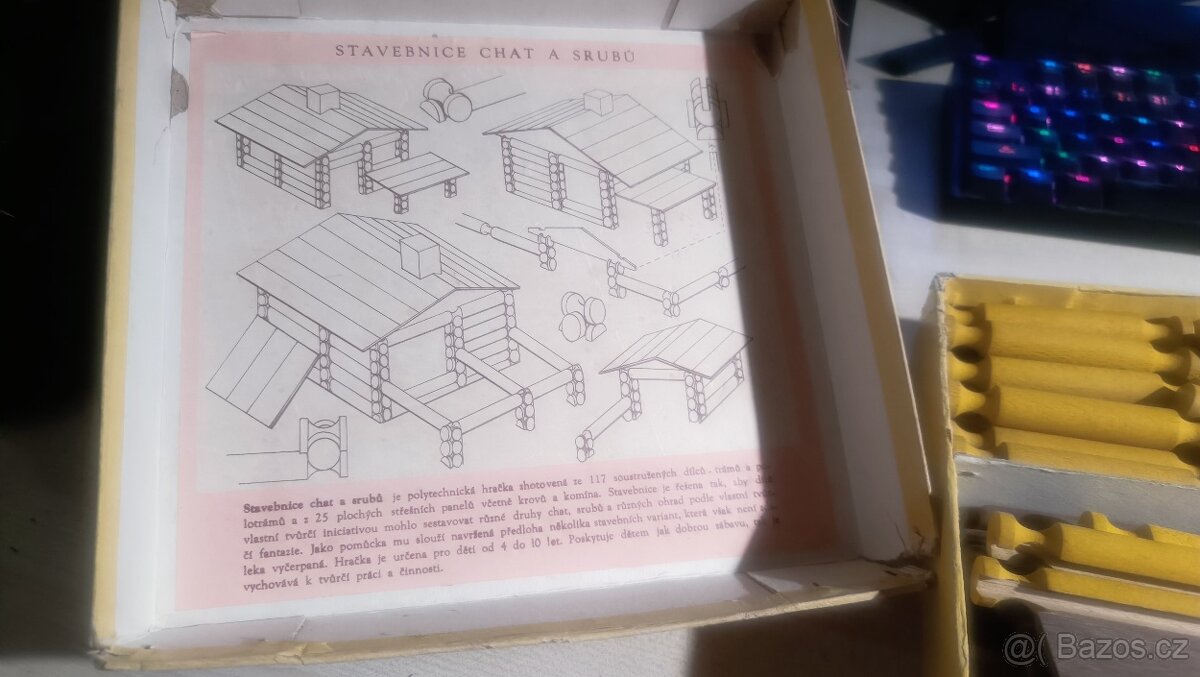 STAVEBNICE CHAT A SRUBŮ
Stavebnice chat a srubů je polytechnická hračka shotovená ze 117 soustružených dílců - trámů a po-
lotrámů a z 25 plochých střešních panelů včetně krovů a komína. Stavebnice je řešena tak, aby dítě
vlastní tvůrčí iniciativou mohlo sestavovat různé druhy chat, srubů a různých ohrad podle vlastní tvůr-
čí fantazie. Jako pomůcka mu slouží navržená předloha několika stavebních variant, která však není
leka vyčerpaná. Hračka je určena pro děti od 4 do 10 let. Poskytuje dětem jak dobrou zábavu,
vychovává k tvůrčí práci a činnosti.
@( Bazos.cz